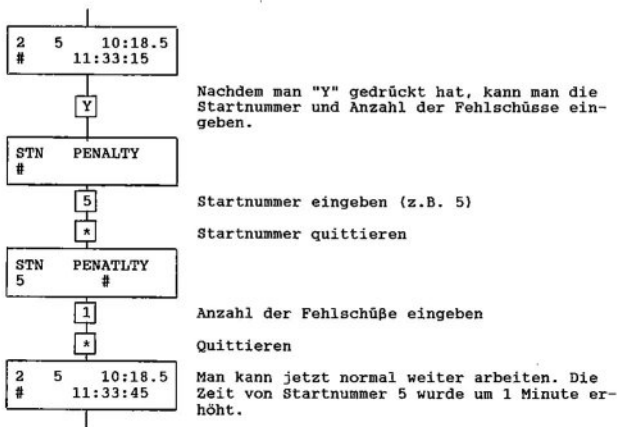 2 5 10:18.5
# 11:33:15
Y
Nachdem man "Y" gedrückt hat, kann man die
Startnummer und Anzahl der Fehlschüsse ein-
geben.
STN PENALTY
#
5
Startnummer eingeben (z.B. 5)
*
Startnummer quittieren
STN PENATLTY
5 #
1
Anzahl der Fehlschüße eingeben
*
Quittieren
2 5 10:18.5
# 11:33:45
Man kann jetzt normal weiter arbeiten. Die
Zeit von Startnummer 5 wurde um 1 Minute er-
höht.